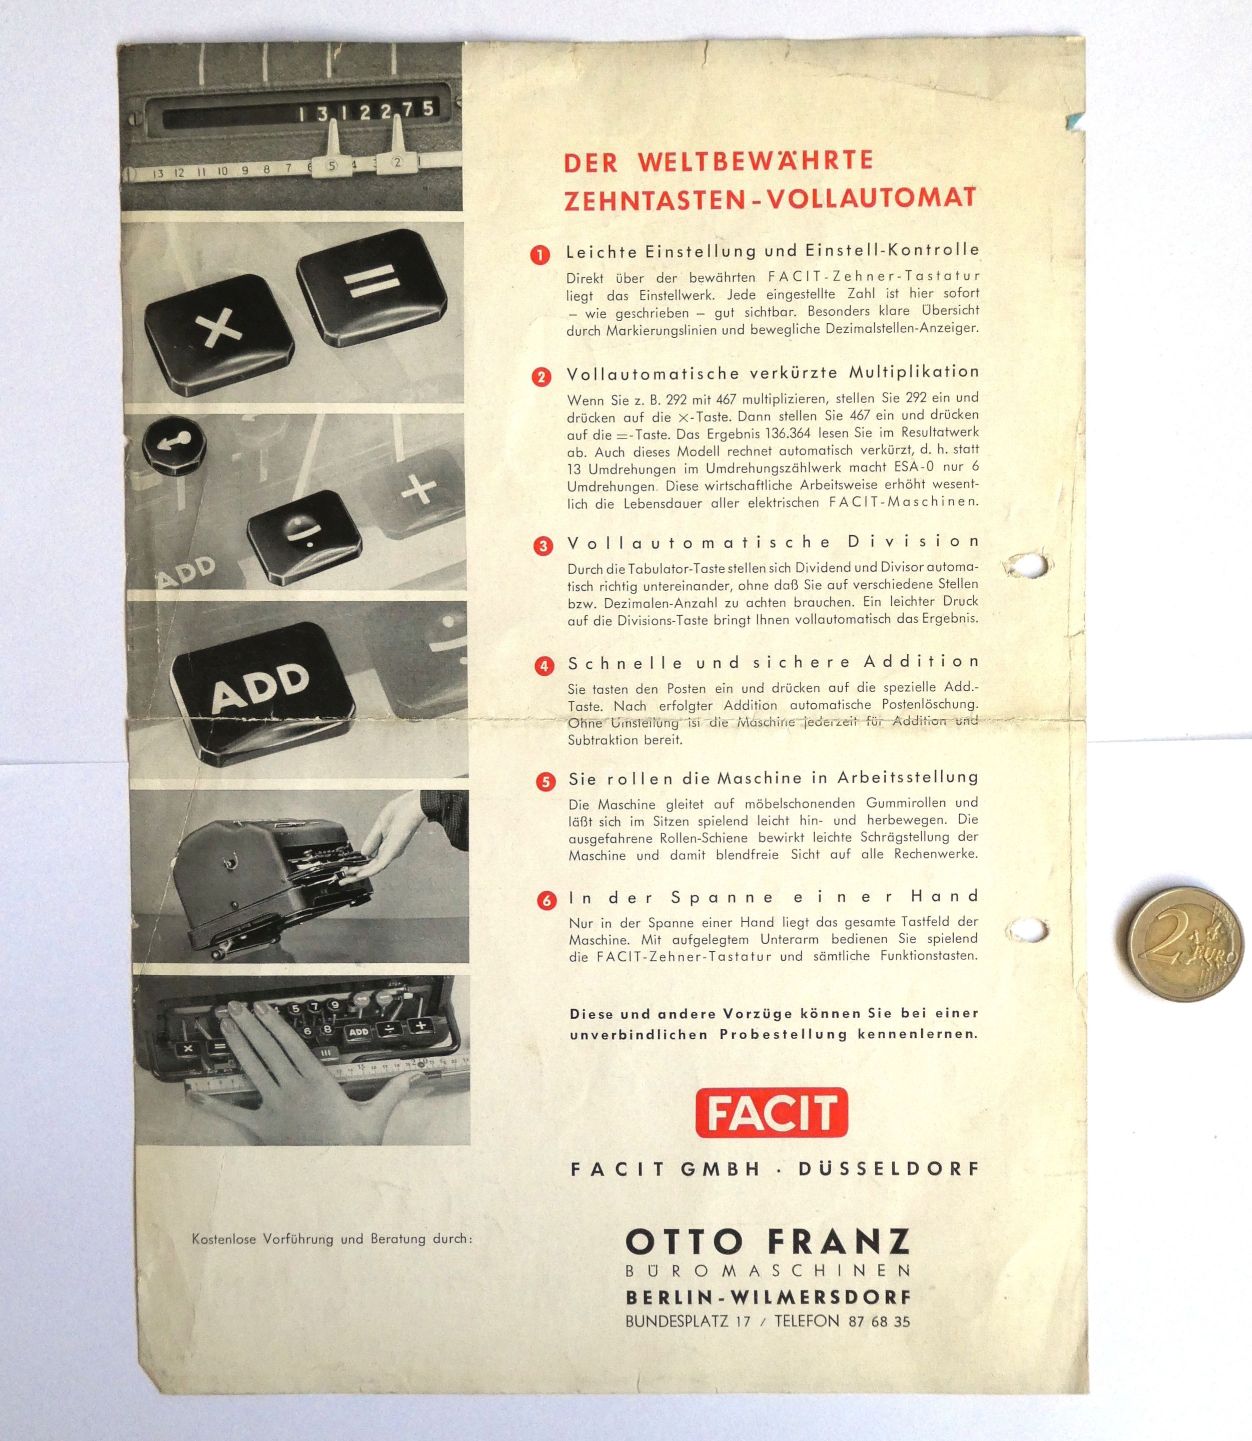 1312275
13 12 11 10 9 8 7 6 5 4 3 2 1
× =
ADD ÷ +
ADD ÷
5 7 9
6 8 ADD ÷ +
× =
Kostenlose Vorführung und Beratung durch:
DER WELTBEWÄHRTE
ZEHNTASTEN-VOLLAUTOMAT
1 Leichte Einstellung und Einstell-Kontrolle
Direkt über der bewährten FACIT-Zehner-Tastatur
liegt das Einstellwerk. Jede eingestellte Zahl ist hier sofort
– wie geschrieben – gut sichtbar. Besonders klare Übersicht
durch Markierungslinien und bewegliche Dezimalstellen-Anzeiger.
2 Vollautomatische verkürzte Multiplikation
Wenn Sie z. B. 292 mit 467 multiplizieren, stellen Sie 292 ein und
drücken auf die ×-Taste. Dann stellen Sie 467 ein und drücken
auf die =-Taste. Das Ergebnis 136.364 lesen Sie im Resultatwerk
ab. Auch dieses Modell rechnet automatisch verkürzt, d. h. statt
13 Umdrehungen im Umdrehungszählwerk macht ESA-0 nur 6
Umdrehungen. Diese wirtschaftliche Arbeitsweise erhöht wesent-
lich die Lebensdauer aller elektrischen FACIT-Maschinen.
3 Vollautomatische Division
Durch die Tabulator-Taste stellen sich Dividend und Divisor automa-
tisch richtig untereinander, ohne daß Sie auf verschiedene Stellen
bzw. Dezimalen-Anzahl zu achten brauchen. Ein leichter Druck
auf die Divisions-Taste bringt Ihnen vollautomatisch das Ergebnis.
4 Schnelle und sichere Addition
Sie tasten den Posten ein und drücken auf die spezielle Add.-
Taste. Nach erfolgter Addition automatische Postenlöschung.
Ohne Umstellung ist die Maschine jederzeit für Addition und
Subtraktion bereit.
5 Sie rollen die Maschine in Arbeitsstellung
Die Maschine gleitet auf möbelschonenden Gummirollen und
läßt sich im Sitzen spielend leicht hin- und herbewegen. Die
ausgefahrene Rollen-Schiene bewirkt leichte Schrägstellung der
Maschine und damit blendfreie Sicht auf alle Rechenwerke.
6 In der Spanne einer Hand
Nur in der Spanne einer Hand liegt das gesamte Tastfeld der
Maschine. Mit aufgelegtem Unterarm bedienen Sie spielend
die FACIT-Zehner-Tastatur und sämtliche Funktionstasten.
Diese und andere Vorzüge können Sie bei einer
unverbindlichen Probestellung kennenlernen.
FACIT
FACIT GMBH · DÜSSELDORF
OTTO FRANZ
BÜROMASCHINEN
BERLIN-WILMERSDORF
BUNDESPLATZ 17 / TELEFON 87 68 35
2 EURO